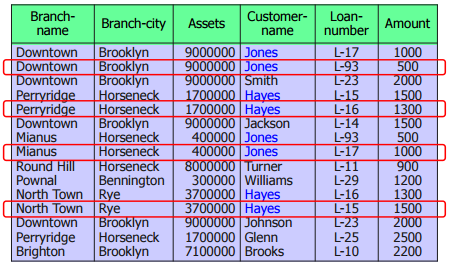 Branch-name Branch-city Assets Customer-name Loan-number Amount
Downtown Brooklyn 9000000 Jones L-17 1000
Downtown Brooklyn 9000000 Jones L-93 500
Downtown Brooklyn 9000000 Smith L-23 2000
Perryridge Horseneck 1700000 Hayes L-15 1500
Perryridge Horseneck 1700000 Hayes L-16 1300
Downtown Brooklyn 9000000 Jackson L-14 1500
Mianus Horseneck 400000 Jones L-93 500
Mianus Horseneck 400000 Jones L-17 1000
Round Hill Horseneck 8000000 Turner L-11 900
Pownal Bennington 300000 Williams L-29 1200
North Town Rye 3700000 Hayes L-16 1300
North Town Rye 3700000 Hayes L-15 1500
Downtown Brooklyn 9000000 Johnson L-23 2000
Perryridge Horseneck 1700000 Glenn L-25 2500
Brighton Brooklyn 7100000 Brooks L-10 2200